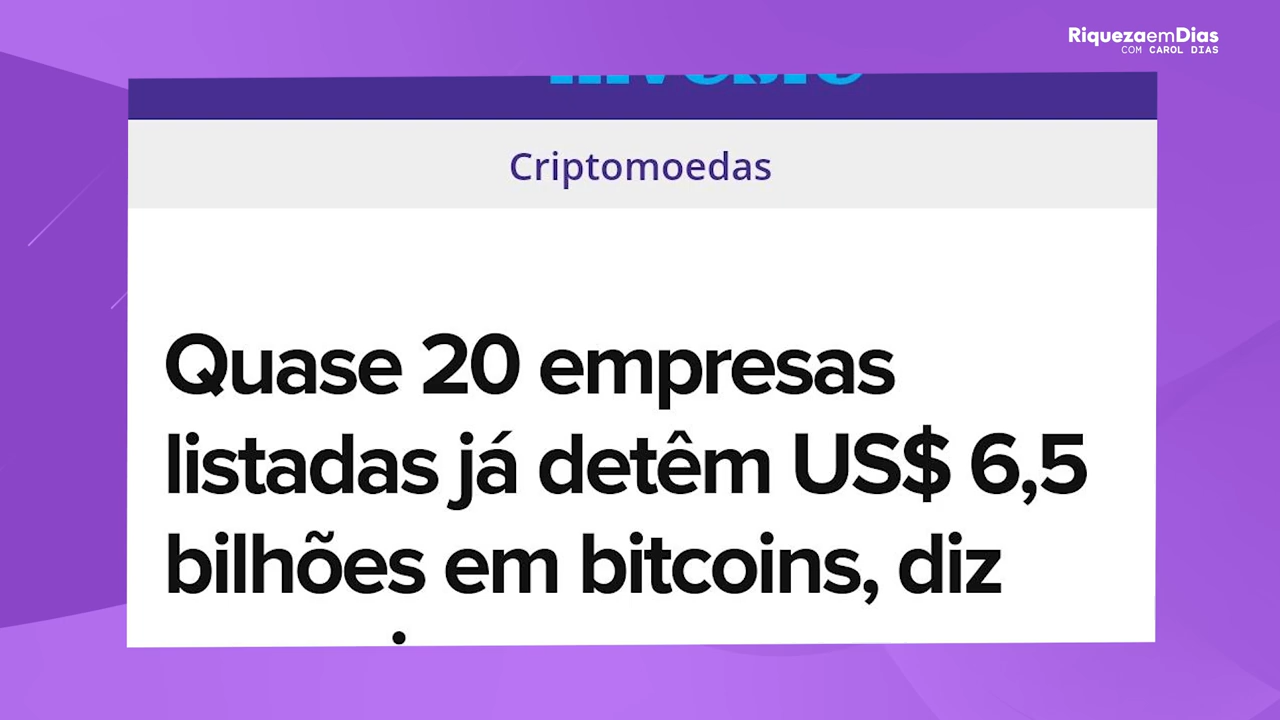 RiquezaemDias
COM CAROL DIAS
Criptomoedas
Quase 20 empresas
listadas já detêm US$ 6,5
bilhões em bitcoins, diz